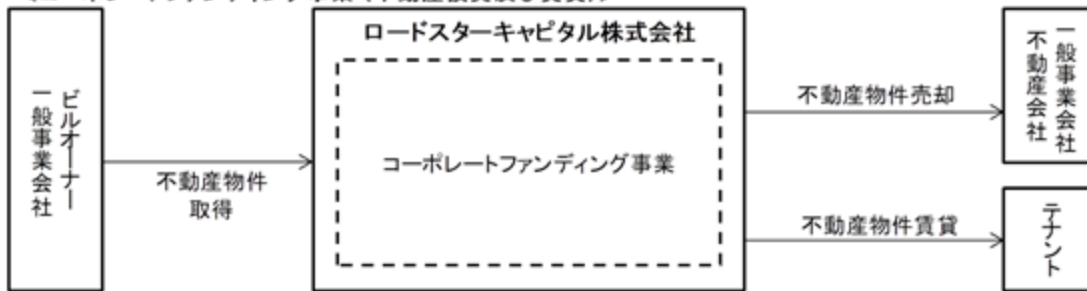 ロードスターキャピタル株式会社
ビルオーナー
一般事業会社
不動産物件
取得
コーポレートファンディング事業
不動産物件売却
一般事業会社
不動産会社
不動産物件賃貸
テナント